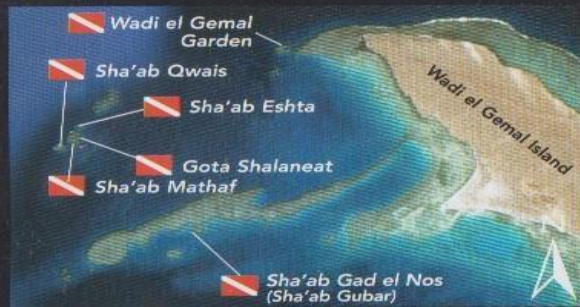 Wadi el Gemal
Garden
Sha'ab Qwais
Sha'ab Eshta
Wadi el Gemal Island
Gota Shalaneat
Sha'ab Mathaf
Sha'ab Gad el Nos
(Sha'ab Gubar)